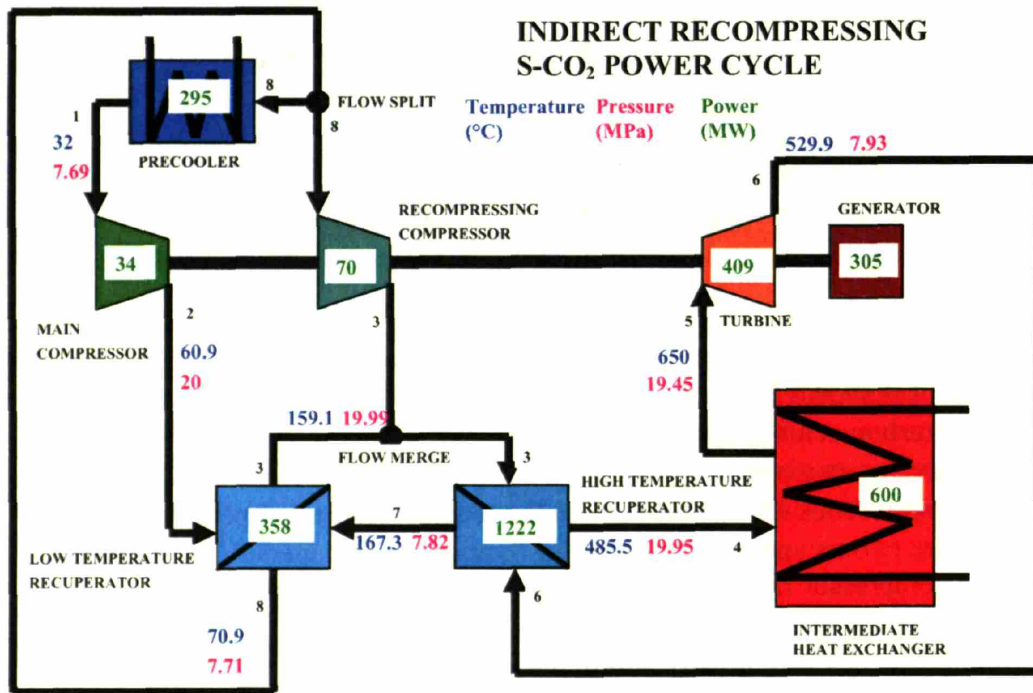 INDIRECT RECOMPRESSING
S-CO₂ POWER CYCLE
Temperature Pressure Power
(°C) (MPa) (MW)
295
8
FLOW SPLIT
8
1
32
7.69
PRECOOLER
529.9 7.93
6
RECOMPRESSING
COMPRESSOR
GENERATOR
34
70
409
305
2
3
5
TURBINE
MAIN
COMPRESSOR
60.9
20
650
19.45
159.1 19.99
FLOW MERGE
3
3
HIGH TEMPERATURE
RECUPERATOR
600
358
7
1222
167.3 7.82
485.5 19.95
4
LOW TEMPERATURE
RECUPERATOR
8
6
70.9
7.71
INTERMEDIATE
HEAT EXCHANGER